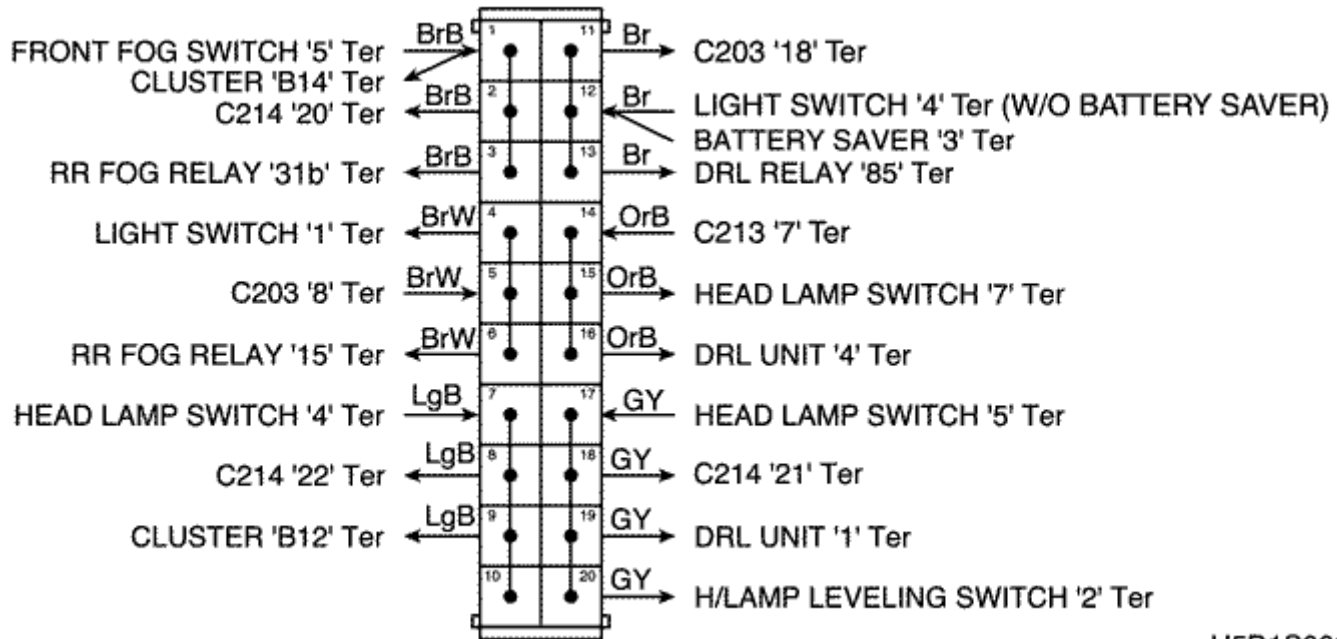 FRONT FOG SWITCH '5' Ter BrB 1 11 Br C203 '18' Ter
CLUSTER 'B14' Ter
C214 '20' Ter BrB 2 12 Br LIGHT SWITCH '4' Ter (W/O BATTERY SAVER)
BATTERY SAVER '3' Ter
RR FOG RELAY '31b' Ter BrB 3 13 Br DRL RELAY '85' Ter
LIGHT SWITCH '1' Ter BrW 4 14 OrB C213 '7' Ter
C203 '8' Ter BrW 5 15 OrB HEAD LAMP SWITCH '7' Ter
RR FOG RELAY '15' Ter BrW 6 16 OrB DRL UNIT '4' Ter
HEAD LAMP SWITCH '4' Ter LgB 7 17 GY HEAD LAMP SWITCH '5' Ter
C214 '22' Ter LgB 8 18 GY C214 '21' Ter
CLUSTER 'B12' Ter LgB 9 19 GY DRL UNIT '1' Ter
10 20 GY H/LAMP LEVELING SWITCH '2' Ter